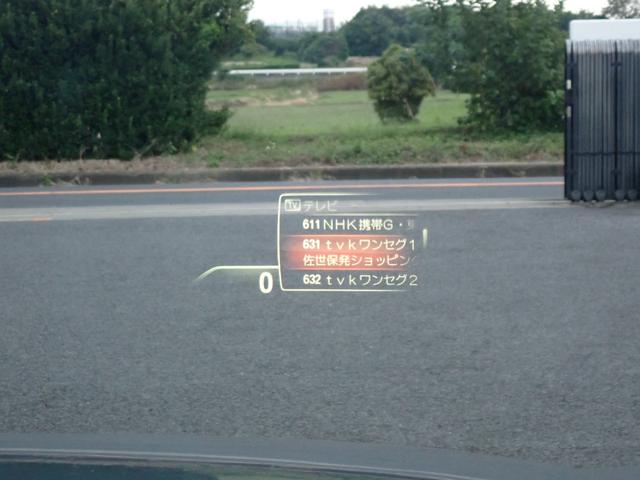 TV テレビ
611 NHK携帯G・
631 tvkワンセグ1
佐世保発ショッピン
632 tvkワンセグ2
0